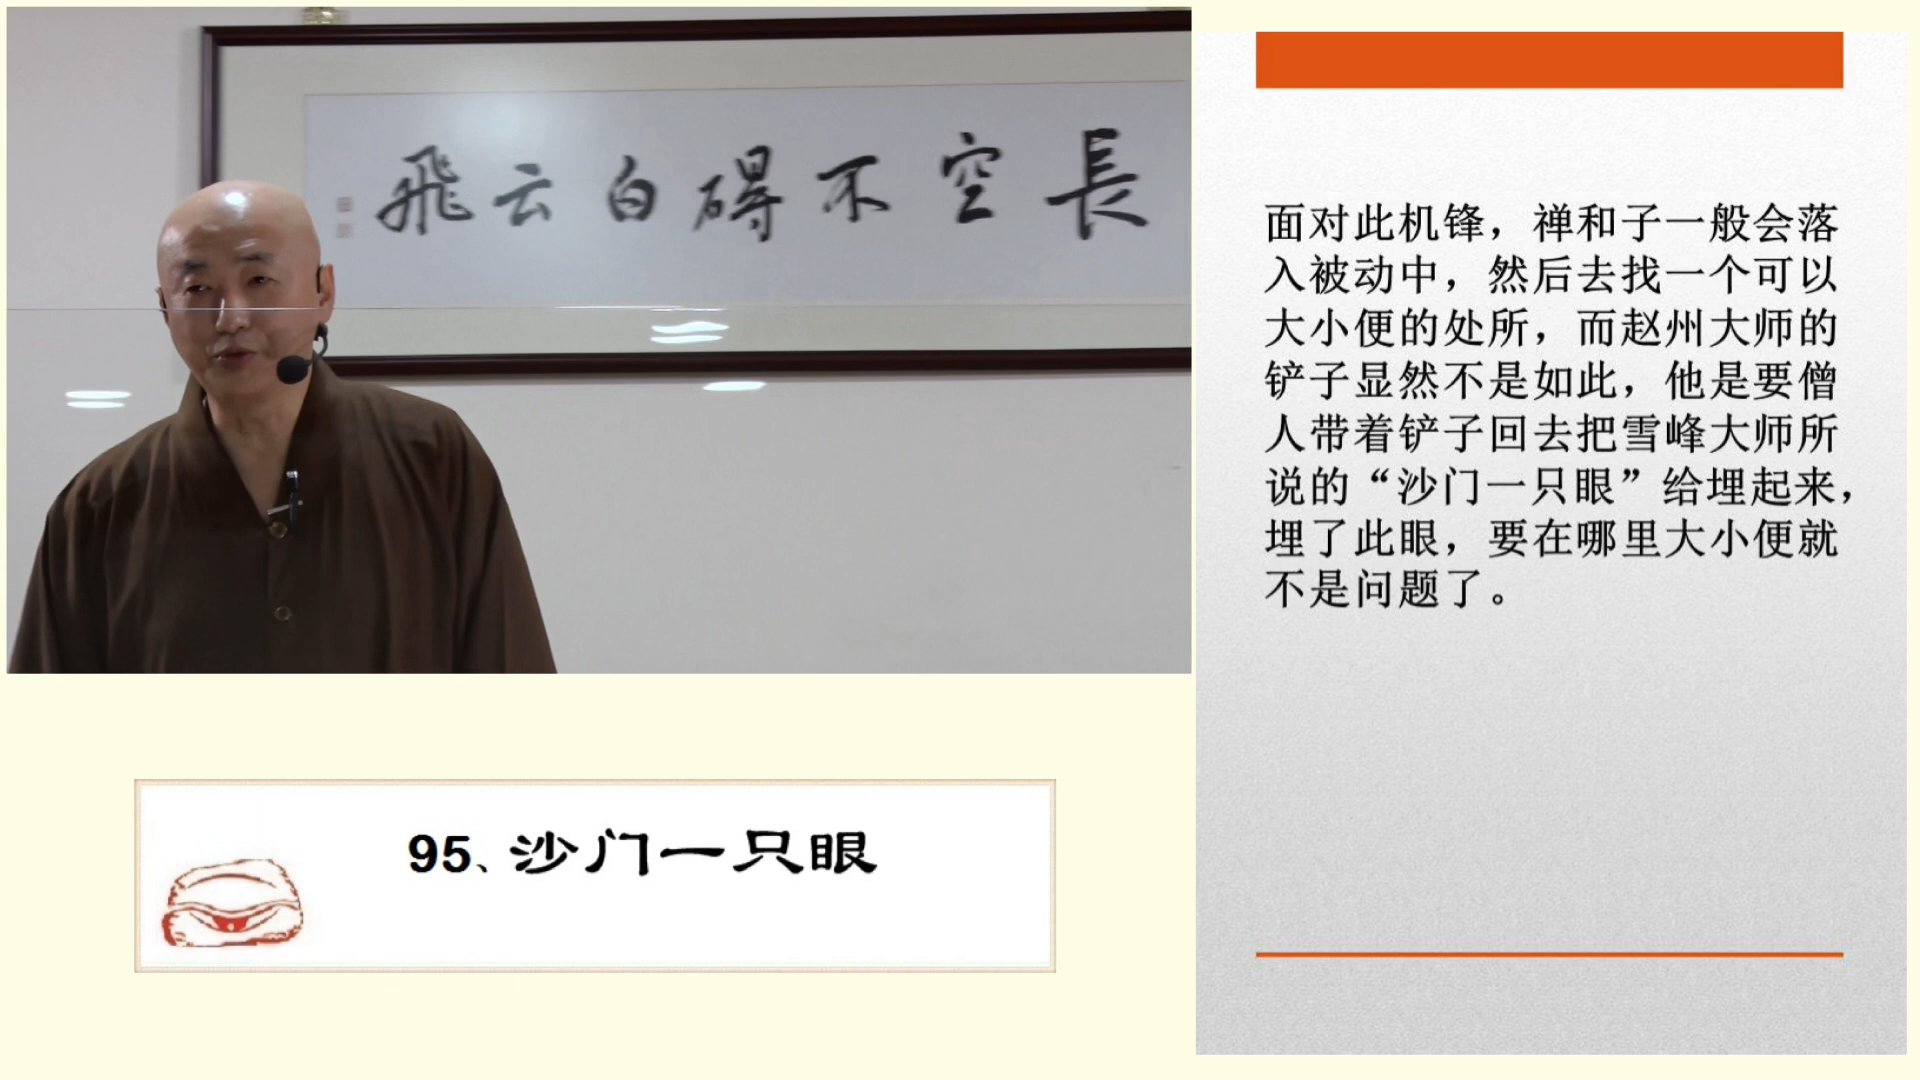 飛云白碍不空長
面对此机锋，禅和子一般会落
入被动中，然后去找一个可以
大小便的处所，而赵州大师的
铲子显然不是如此，他是要僧
人带着铲子回去把雪峰大师所
说的“沙门一只眼”给埋起来，
埋了此眼，要在哪里大小便就
不是问题了。
95、沙门一只眼